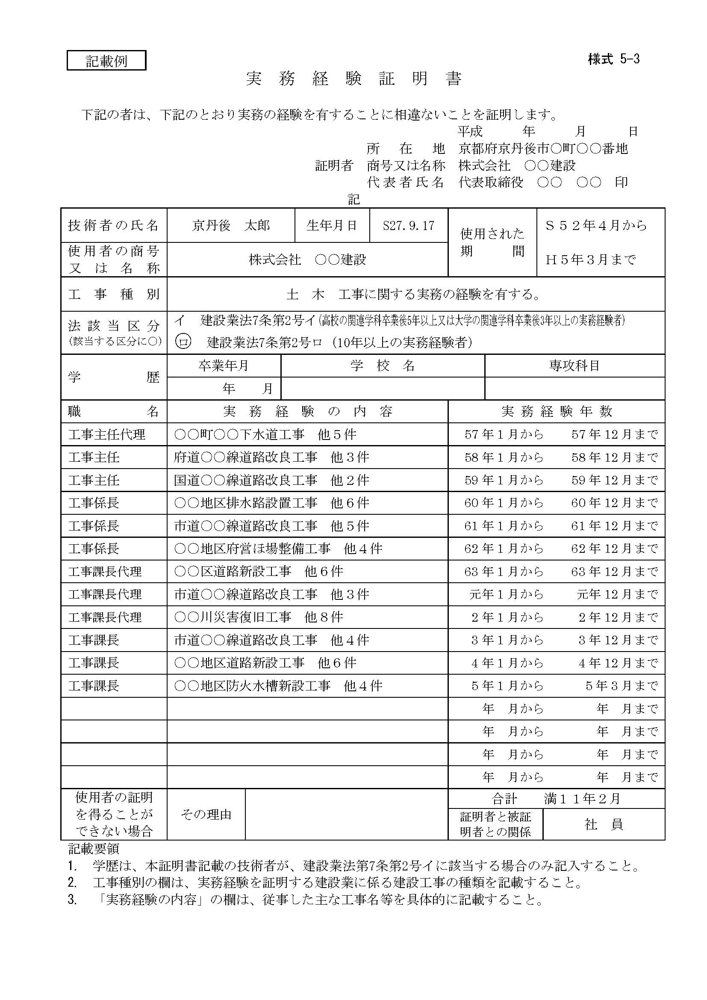 記載例
様式 5-3
実務経験証明書
下記の者は、下記のとおり実務の経験を有することに相違ないことを証明します。
平成　　　年　　　月　　　日
所在地　京都府京丹後市○町○○番地
証明者　商号又は名称　株式会社　○○建設
代表者氏名　代表取締役　○○　○○　印
記
技術者の氏名　京丹後　太郎　生年月日　S27.9.17　使用された期間　Ｓ５２年４月から
使用者の商号又は名称　株式会社　○○建設　Ｈ５年３月まで
工事種別　土　木　工事に関する実務の経験を有する。
法該当区分　イ　建設業法7条第2号イ(高校の関連学科卒業後5年以上又は大学の関連学科卒業後3年以上の実務経験者)
(該当する区分に○)　ロ　建設業法7条第2号ロ（10年以上の実務経験者）
学歴　卒業年月　学校名　専攻科目
年　月
職名　実務経験の内容　実務経験年数
工事主任代理　○○町○○下水道工事　他５件　57年１月から　57年12月まで
工事主任　府道○○線道路改良工事　他３件　58年１月から　58年12月まで
工事主任　国道○○線道路改良工事　他２件　59年１月から　59年12月まで
工事係長　○○地区排水路設置工事　他６件　60年１月から　60年12月まで
工事係長　市道○○線道路改良工事　他５件　61年１月から　61年12月まで
工事係長　○○地区府営ほ場整備工事　他４件　62年１月から　62年12月まで
工事課長代理　○○区道路新設工事　他６件　63年１月から　63年12月まで
工事課長代理　市道○○線道路改良工事　他３件　元年１月から　元年12月まで
工事課長代理　○○川災害復旧工事　他８件　２年１月から　２年12月まで
工事課長　市道○○線道路改良工事　他４件　３年１月から　３年12月まで
工事課長　○○地区道路新設工事　他６件　４年１月から　４年12月まで
工事課長　○○地区防火水槽新設工事　他４件　５年１月から　５年３月まで
年　月から　年　月まで
年　月から　年　月まで
年　月から　年　月まで
年　月から　年　月まで
使用者の証明を得ることができない場合　その理由　合計　満１１年２月
証明者と被証明者との関係　社　員
記載要領
1.　学歴は、本証明書記載の技術者が、建設業法第7条第2号イに該当する場合のみ記入すること。
2.　工事種別の欄は、実務経験を証明する建設業に係る建設工事の種類を記載すること。
3.　「実務経験の内容」の欄は、従事した主な工事名等を具体的に記載すること。